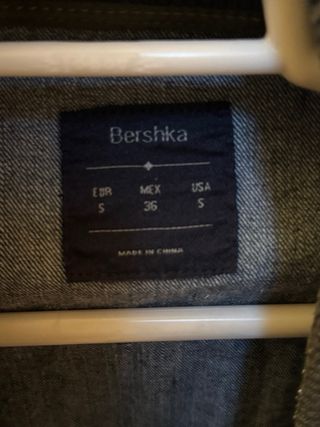 Bershka
EUR MEX USA
S 36 S
MADE IN CHINA